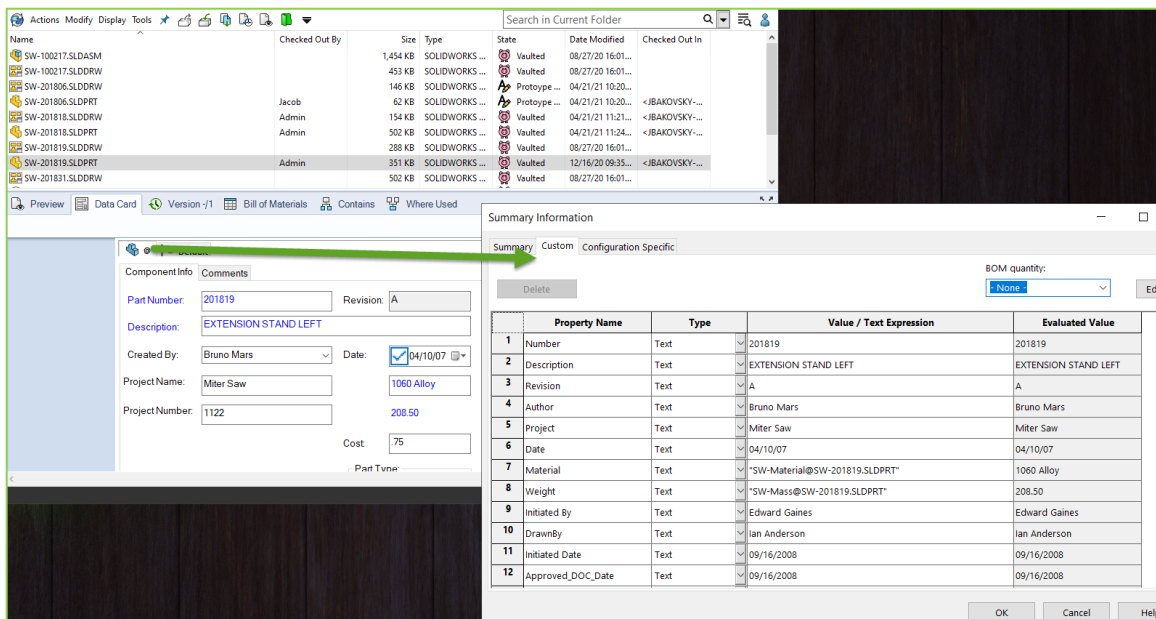 Actions Modify Display Tools Search in Current Folder
Name Checked Out By Size Type State Date Modified Checked Out In
SW-100217.SLDASM 1,454 KB SOLIDWORKS ... Vaulted 08/27/20 16:01...
SW-100217.SLDDRW 453 KB SOLIDWORKS ... Vaulted 08/27/20 16:01...
SW-201806.SLDDRW 146 KB SOLIDWORKS ... Protoype ... 04/21/21 10:20...
SW-201806.SLDPRT Jacob 62 KB SOLIDWORKS ... Protoype ... 04/21/21 10:20... <JBAKOVSKY-...
SW-201818.SLDDRW Admin 154 KB SOLIDWORKS ... Vaulted 04/21/21 11:21... <JBAKOVSKY-...
SW-201818.SLDPRT Admin 502 KB SOLIDWORKS ... Vaulted 04/21/21 11:24... <JBAKOVSKY-...
SW-201819.SLDDRW 288 KB SOLIDWORKS ... Vaulted 08/27/20 16:01...
SW-201819.SLDPRT Admin 351 KB SOLIDWORKS ... Vaulted 12/16/20 09:35... <JBAKOVSKY-...
SW-201831.SLDDRW 502 KB SOLIDWORKS ... Vaulted 08/27/20 16:01...
Preview Data Card Version -/1 Bill of Materials Contains Where Used
@
Component Info Comments
Part Number: 201819 Revision: A
Description: EXTENSION STAND LEFT
Created By: Bruno Mars Date: 04/10/07
Project Name: Miter Saw 1060 Alloy
Project Number: 1122 208.50
Cost .75
Part Type:
Summary Information
Summary Custom Configuration Specific
BOM quantity:
Delete - None - Ed
Property Name Type Value / Text Expression Evaluated Value
1 Number Text 201819 201819
2 Description Text EXTENSION STAND LEFT EXTENSION STAND LEFT
3 Revision Text A A
4 Author Text Bruno Mars Bruno Mars
5 Project Text Miter Saw Miter Saw
6 Date Text 04/10/07 04/10/07
7 Material Text "SW-Material@SW-201819.SLDPRT" 1060 Alloy
8 Weight Text "SW-Mass@SW-201819.SLDPRT" 208.50
9 Initiated By Text Edward Gaines Edward Gaines
10 DrawnBy Text Ian Anderson Ian Anderson
11 Initiated Date Text 09/16/2008 09/16/2008
12 Approved_DOC_Date Text 09/16/2008 09/16/2008
OK Cancel Help